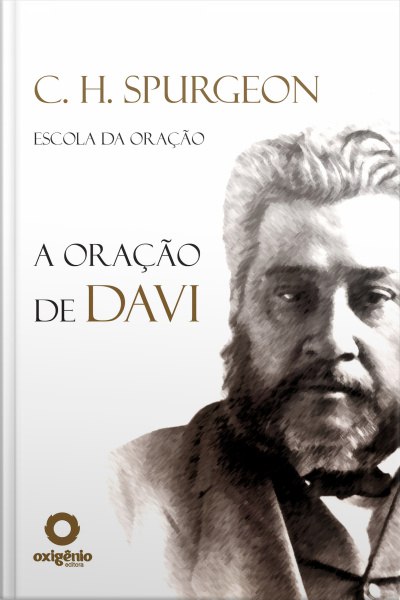 C. H. SPURGEON
ESCOLA DA ORAÇÃO
A ORAÇÃO
DE DAVI
oxigênio
editora